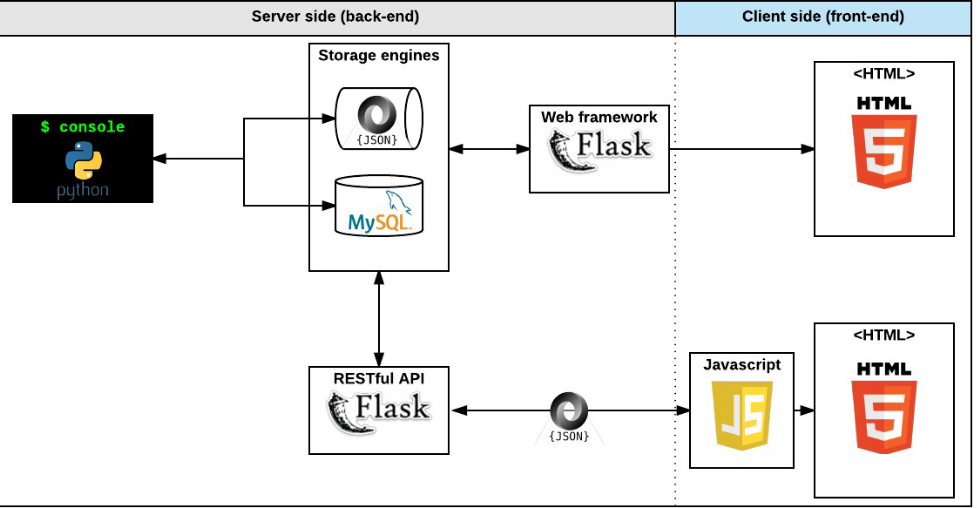 Server side (back-end)
Client side (front-end)
Storage engines
<HTML>
HTML
5
{JSON}
Web framework
Flask
$ console
python
MySQL
<HTML>
HTML
5
RESTful API
Flask
{JSON}
Javascript
JS